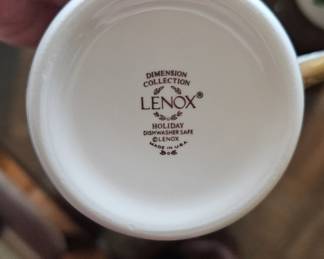 DIMENSION
COLLECTION
LENOX®
HOLIDAY
DISHWASHER SAFE
©LENOX
MADE IN U.S.A.